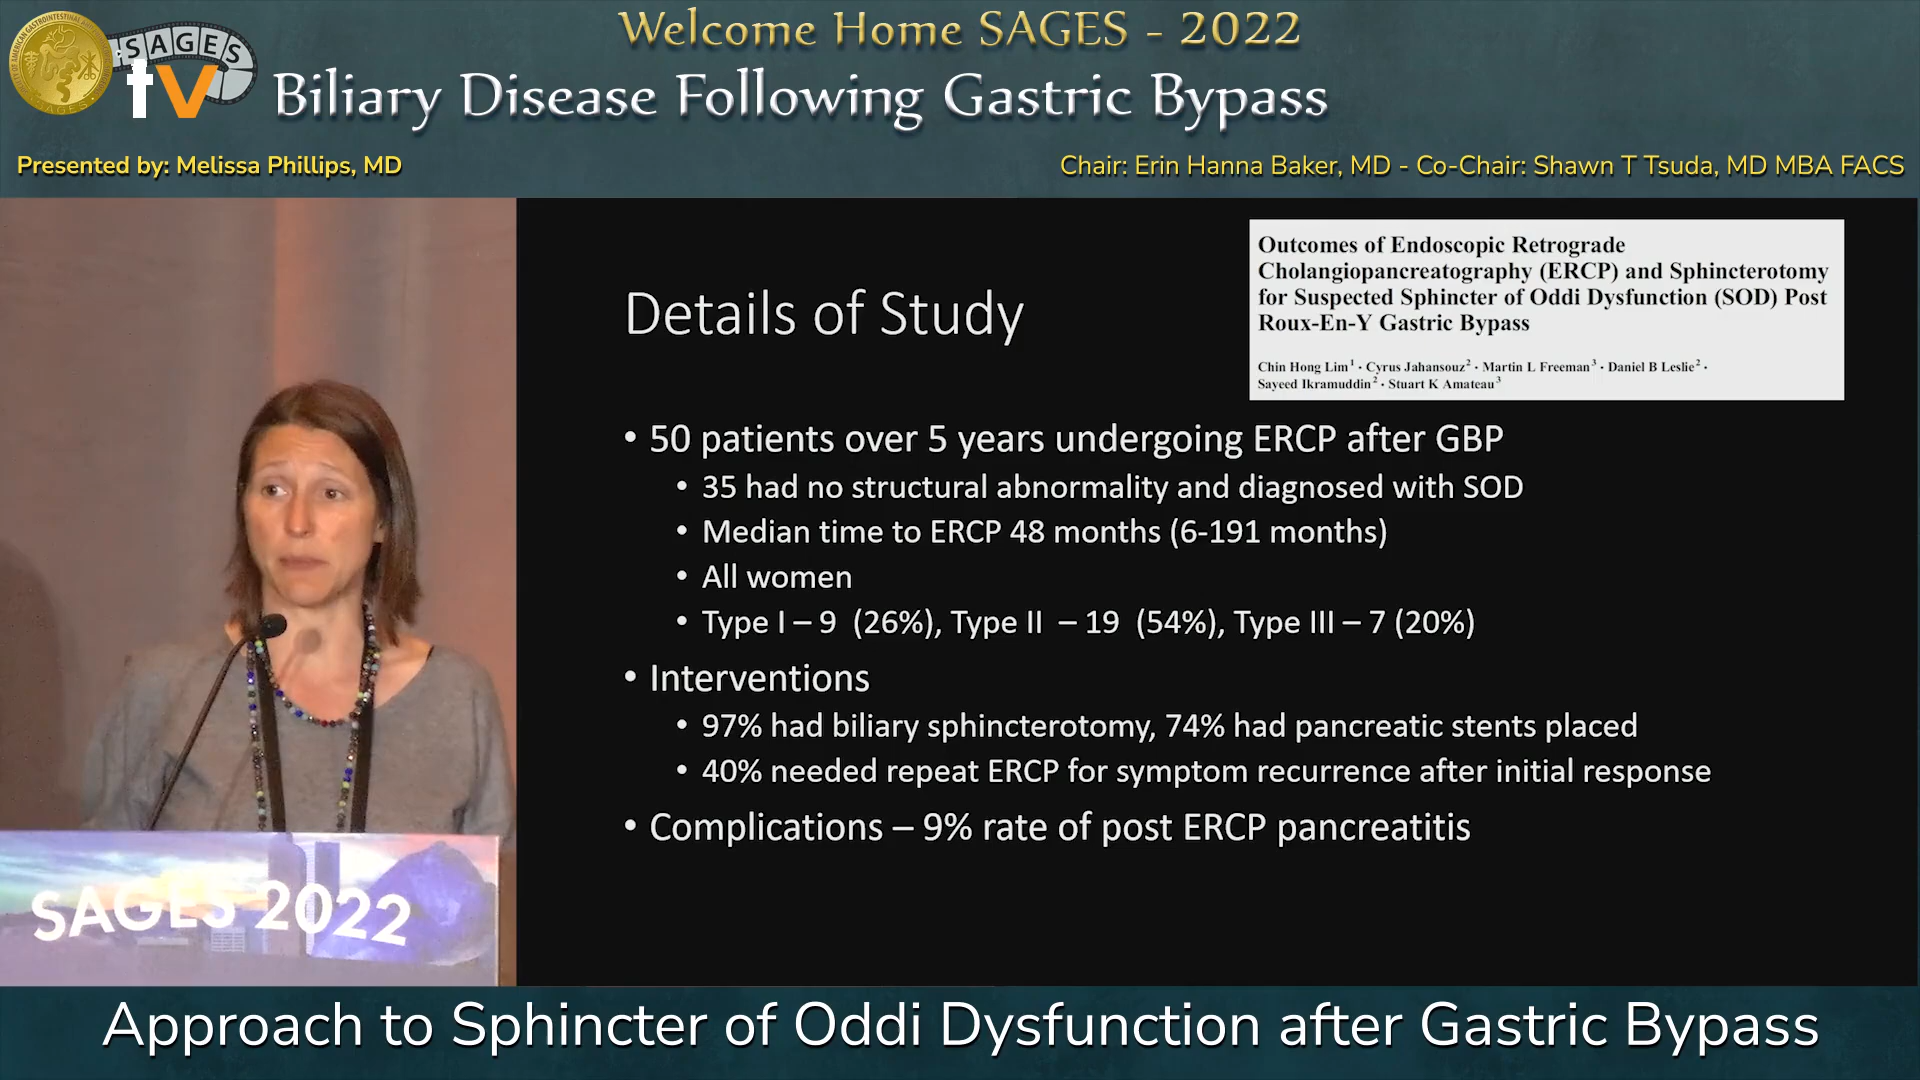 SAGES
tv
Welcome Home SAGES - 2022
Biliary Disease Following Gastric Bypass
Presented by: Melissa Phillips, MD
Chair: Erin Hanna Baker, MD - Co-Chair: Shawn T Tsuda, MD MBA FACS
Outcomes of Endoscopic Retrograde
Cholangiopancreatography (ERCP) and Sphincterotomy
for Suspected Sphincter of Oddi Dysfunction (SOD) Post
Roux-En-Y Gastric Bypass
Chin Hong Lim¹ · Cyrus Jahansouz² · Martin L Freeman³ · Daniel B Leslie² ·
Sayeed Ikramuddin² · Stuart K Amateau³
Details of Study
• 50 patients over 5 years undergoing ERCP after GBP
• 35 had no structural abnormality and diagnosed with SOD
• Median time to ERCP 48 months (6-191 months)
• All women
• Type I – 9 (26%), Type II – 19 (54%), Type III – 7 (20%)
• Interventions
• 97% had biliary sphincterotomy, 74% had pancreatic stents placed
• 40% needed repeat ERCP for symptom recurrence after initial response
• Complications – 9% rate of post ERCP pancreatitis
SAGES 2022
Approach to Sphincter of Oddi Dysfunction after Gastric Bypass